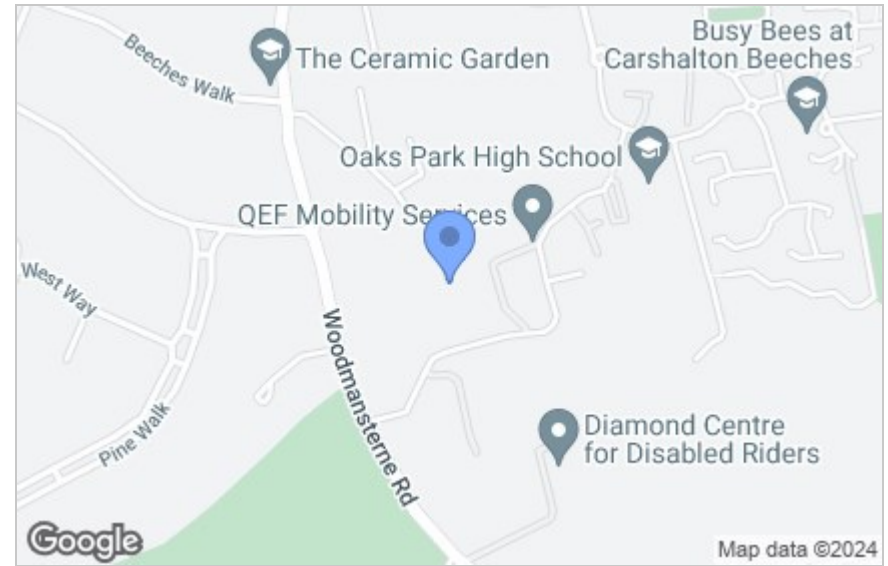 Busy Bees at
Carshalton Beeches
Beeches Walk
The Ceramic Garden
Oaks Park High School
QEF Mobility Services
West Way
Woodmansterne Rd
Pine Walk
Diamond Centre
for Disabled Riders
Google
Map data ©2024